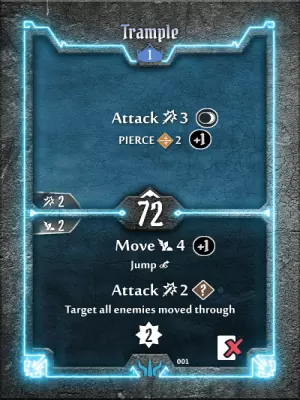 Trample
1
Attack 3
PIERCE 2 +1
2
72
2
Move 4 +1
Jump
Attack 2 ?
Target all enemies moved through
2
001